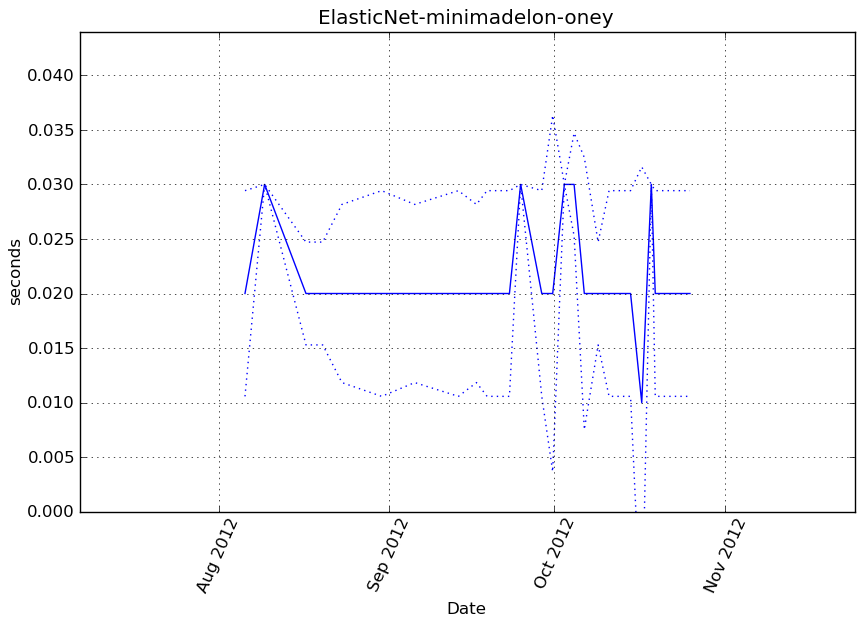 ElasticNet-minimadelon-oney
0.040
0.035
0.030
0.025
0.020
0.015
0.010
0.005
0.000
seconds
Aug 2012
Sep 2012
Oct 2012
Nov 2012
Date